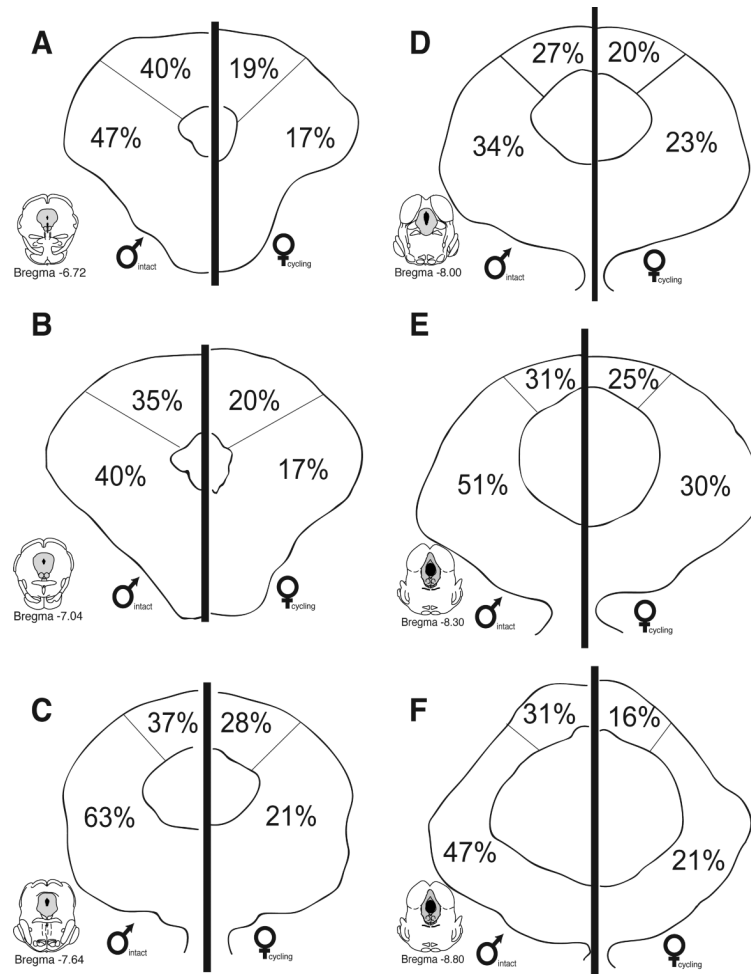 A
40% 19%
47% 17%
Bregma -6.72
intact
cycling
B
35% 20%
40% 17%
Bregma -7.04
intact
cycling
C
37% 28%
63% 21%
Bregma -7.64
intact
cycling
D
27% 20%
34% 23%
Bregma -8.00
intact
cycling
E
31% 25%
51% 30%
Bregma -8.30
intact
cycling
F
31% 16%
47% 21%
Bregma -8.80
intact
cycling